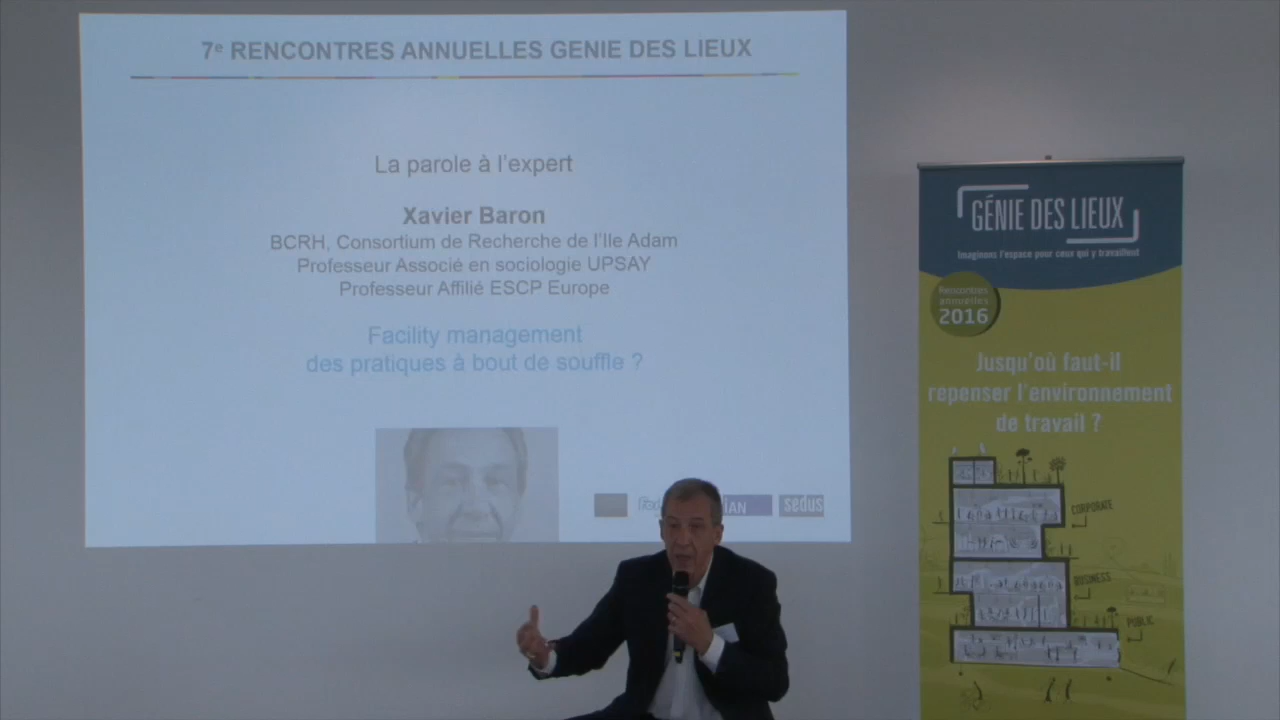 7e RENCONTRES ANNUELLES GENIE DES LIEUX
La parole à l'expert
Xavier Baron
BCRH, Consortium de Recherche de l'Ile Adam
Professeur Associé en sociologie UPSAY
Professeur Affilié ESCP Europe
Facility management
des pratiques à bout de souffle ?
sedus
GÉNIE DES LIEUX
Imaginons l'espace pour ceux qui y travaillent
Rencontres
annuelles
2016
Jusqu'où faut-il
repenser l'environnement
de travail ?
CORPORATE
BUSINESS
PUBLIC